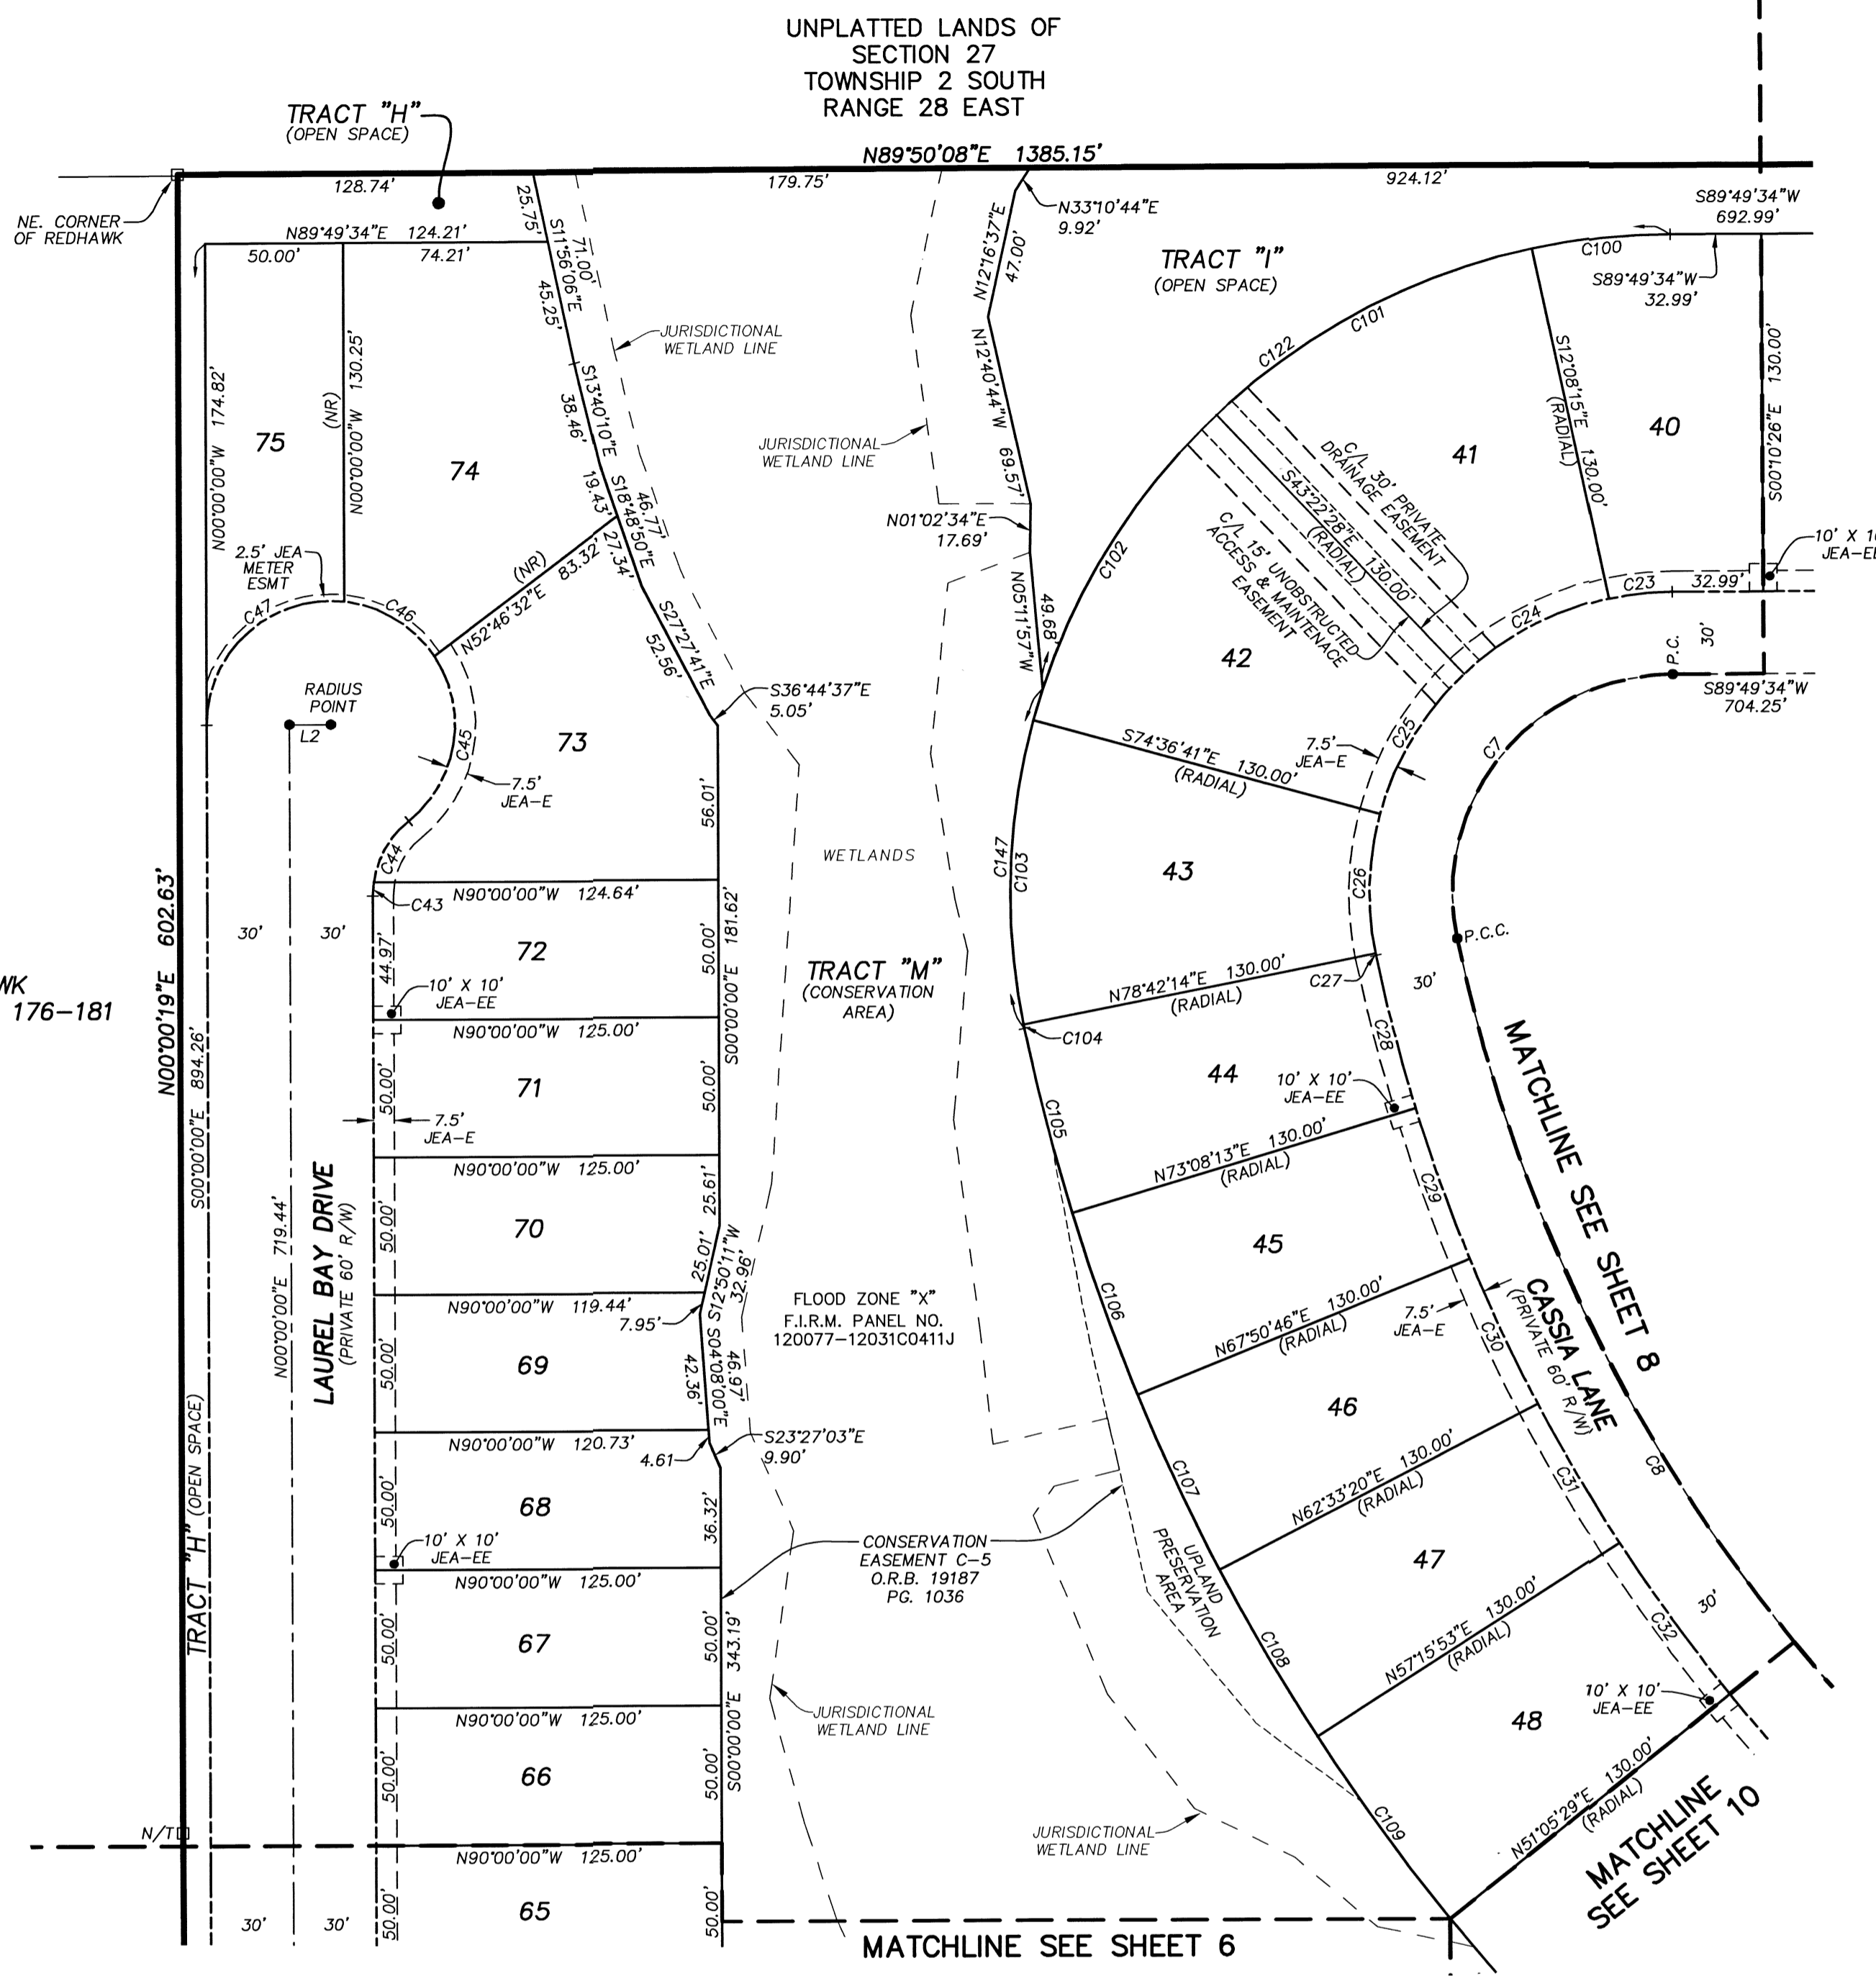 UNPLATTED LANDS OF
SECTION 27
TOWNSHIP 2 SOUTH
RANGE 28 EAST
TRACT "H"
(OPEN SPACE)
N89°50'08"E 1385.15'
128.74'
179.75'
924.12'
NE. CORNER
OF REDHAWK
N89°49'34"E 124.21'
50.00'
74.21'
25.75'
S11°56'06"E
71.00'
45.25'
N33°10'44"E
9.92'
N12°16'37"E
47.00'
TRACT "I"
(OPEN SPACE)
S89°49'34"W
692.99'
C100
S89°49'34"W
32.99'
C101
C122
JURISDICTIONAL
WETLAND LINE
JURISDICTIONAL
WETLAND LINE
N00°00'00"W 174.82'
75
(NR)
N00°00'00"W 130.25'
74
S13°40'10"E
38.46'
19.43'
S18°48'50"E
46.77'
27.34'
N12°40'44"W 69.57'
N01°02'34"E
17.69'
N05°11'57"W
49.68'
C102
C/L 30' PRIVATE
DRAINAGE EASEMENT
S43°22'28"E 130.00'
(RADIAL)
C/L 15' UNOBSTRUCTED
ACCESS & MAINTENACE
EASEMENT
41
S12°08'15"E 130.00'
(RADIAL)
40
S00°10'26"E 130.00'
10' X 10
JEA-EE
2.5' JEA
METER
ESMT
C47
C46
(NR)
N52°46'32"E 83.32'
S27°27'41"E
52.56'
S36°44'37"E
5.05'
RADIUS
POINT
L2
C45
73
7.5'
JEA-E
C44
56.01'
42
C23
32.99'
C24
30'
P.C.
S89°49'34"W
704.25'
C25
7.5'
JEA-E
C7
S74°36'41"E 130.00'
(RADIAL)
C147
C103
43
C26
P.C.C.
WETLANDS
N90°00'00"W 124.64'
C43
30'
30'
72
44.97'
50.00'
S00°00'00"E 181.62'
10' X 10'
JEA-EE
N90°00'00"W 125.00'
TRACT "M"
(CONSERVATION
AREA)
N78°42'14"E 130.00'
(RADIAL)
C27
30'
C104
WK
176-181
N00°00'19"E 602.63'
S00°00'00"E 894.26'
71
50.00'
50.00'
7.5'
JEA-E
N90°00'00"W 125.00'
44
C28
10' X 10'
JEA-EE
C105
N73°08'13"E 130.00'
(RADIAL)
C29
MATCHLINE SEE SHEET 8
LAUREL BAY DRIVE
(PRIVATE 60' R/W)
N00°00'00"E 719.44'
70
50.00'
25.61'
25.01'
S12°50'11"W
32.96'
N90°00'00"W 119.44'
7.95'
45
C106
N67°50'46"E 130.00'
(RADIAL)
7.5'
JEA-E
C30
CASSIA LANE
(PRIVATE 60' R/W)
FLOOD ZONE "X"
F.I.R.M. PANEL NO.
120077-12031C0411J
69
50.00'
42.36'
S04°08'00"E
46.97'
N90°00'00"W 120.73'
4.61
S23°27'03"E
9.90'
46
C107
N62°33'20"E 130.00'
(RADIAL)
C31
C8
TRACT "H" (OPEN SPACE)
68
50.00'
36.32'
10' X 10'
JEA-EE
N90°00'00"W 125.00'
CONSERVATION
EASEMENT C-5
O.R.B. 19187
PG. 1036
UPLAND
PRESERVATION
AREA
47
C108
N57°15'53"E 130.00'
(RADIAL)
C32
30'
67
50.00'
50.00'
S00°00'00"E 343.19'
N90°00'00"W 125.00'
JURISDICTIONAL
WETLAND LINE
48
10' X 10'
JEA-EE
66
50.00'
50.00'
N51°05'29"E 130.00'
(RADIAL)
MATCHLINE
SEE SHEET 10
N/T
N90°00'00"W 125.00'
JURISDICTIONAL
WETLAND LINE
C109
30'
30'
50.00'
65
50.00'
MATCHLINE SEE SHEET 6